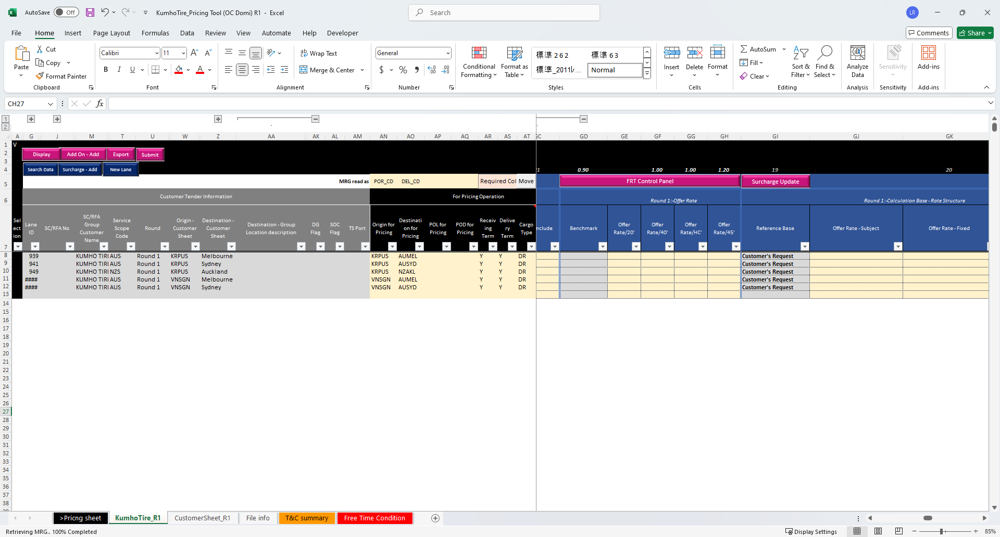 AutoSave Off KumhoTire_Pricing Tool (OC Domi) R1 - Excel Search LR
File Home Insert Page Layout Formulas Data Review View Automate Help Developer Comments Share
Paste Cut Copy Format Painter Clipboard
Calibri 11 B I U A Font
Wrap Text Merge & Center Alignment
General $ % Number
Conditional Formatting Format as Table 標準 2 6 2 標準 6 3 標準_2011レ... Normal Styles
Insert Delete Format Cells
AutoSum Fill Clear Sort & Filter Find & Select Editing
Analyze Data Analysis
Sensitivity Sensitivity
Add-ins Add-ins
CH27 fx
1
2
A G J M T U W Z AA AK AL AM AN AO AP AQ AR AS AT GC GD GE GF GG GH GI GJ GK
1 V
2 Display Add On - Add Export Submit
3
4 Search Data Surcharge - Add New Lane 0.90 1.00 1.00 1.20 19 20
5 MRG read as POR_CD DEL_CD Required Col Move FRT Control Panel Surcharge Update
6 Customer Tender Information For Pricing Operation Round 1:-Offer Rate Round 1:-Calculation Base - Rate Structure
7 Selection Lane ID SC/RFA No SC/RFA Group Customer Name Service Scope Code Round Origin - Customer Sheet Destination - Customer Sheet Destination - Group Location description DG Flag SOC Flag TS Port Origin for Pricing Destination for Pricing POL for Pricing POD for Pricing Receiving Term Delivery Term Cargo Type nclude Benchmark Offer Rate/20' Offer Rate/40' Offer Rate/HC' Offer Rate/45' Reference Base Offer Rate - Subject Offer Rate - Fixed
8 939 KUMHO TIRI AUS Round 1 KRPUS Melbourne KRPUS AUMEL Y Y DR Customer's Request
9 941 KUMHO TIRI AUS Round 1 KRPUS Sydney KRPUS AUSYD Y Y DR Customer's Request
10 949 KUMHO TIRI NZS Round 1 KRPUS Auckland KRPUS NZAKL Y Y DR Customer's Request
11 #### KUMHO TIRI AUS Round 1 VNSGN Melbourne VNSGN AUMEL Y Y DR Customer's Request
12 #### KUMHO TIRI AUS Round 1 VNSGN Sydney VNSGN AUSYD Y Y DR Customer's Request
13
14
15
16
17
18
19
20
21
22
23
24
25
26
27
28
29
30
31
32
33
34
35
36
37
38
>Pricng sheet KumhoTire_R1 CustomerSheet_R1 File info T&C summary Free Time Condition
Retrieving MRG.. 100% Completed Display Settings 85%